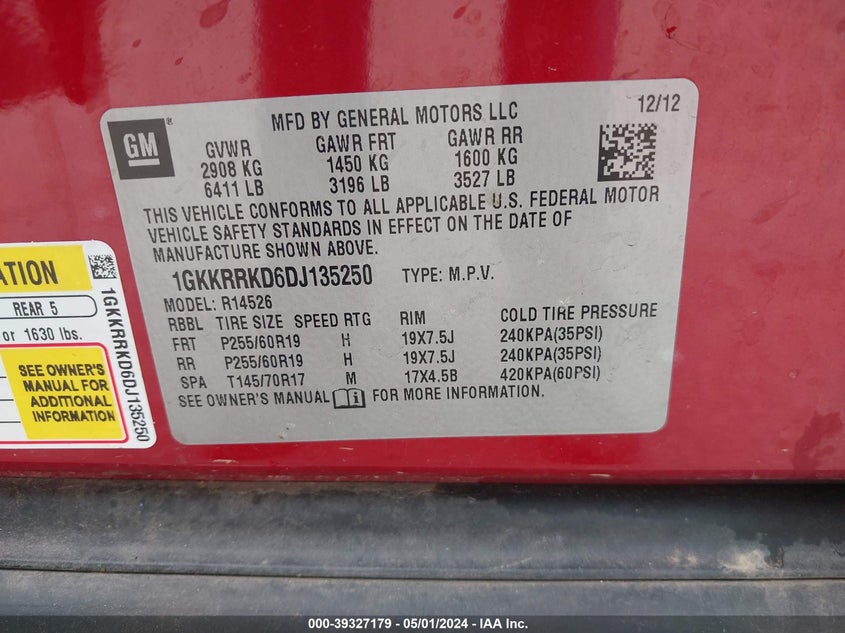 MFD BY GENERAL MOTORS LLC
12/12
GM
GVWR GAWR FRT GAWR RR
2908 KG 1450 KG 1600 KG
6411 LB 3196 LB 3527 LB
THIS VEHICLE CONFORMS TO ALL APPLICABLE U.S. FEDERAL MOTOR
VEHICLE SAFETY STANDARDS IN EFFECT ON THE DATE OF
MANUFACTURE SHOWN ABOVE.
1GKKRRKD6DJ135250 TYPE: M.P.V.
MODEL: R14526
RBBL TIRE SIZE SPEED RTG RIM COLD TIRE PRESSURE
FRT P255/60R19 H 19X7.5J 240KPA(35PSI)
RR P255/60R19 H 19X7.5J 240KPA(35PSI)
SPA T145/70R17 M 17X4.5B 420KPA(60PSI)
SEE OWNER'S MANUAL i FOR MORE INFORMATION.
ATION
REAR 5
or 1630 lbs.
SEE OWNER'S
MANUAL FOR
ADDITIONAL
INFORMATION
1GKKRRKD6DJ135250
000-39327179 - 05/01/2024 - IAA Inc.